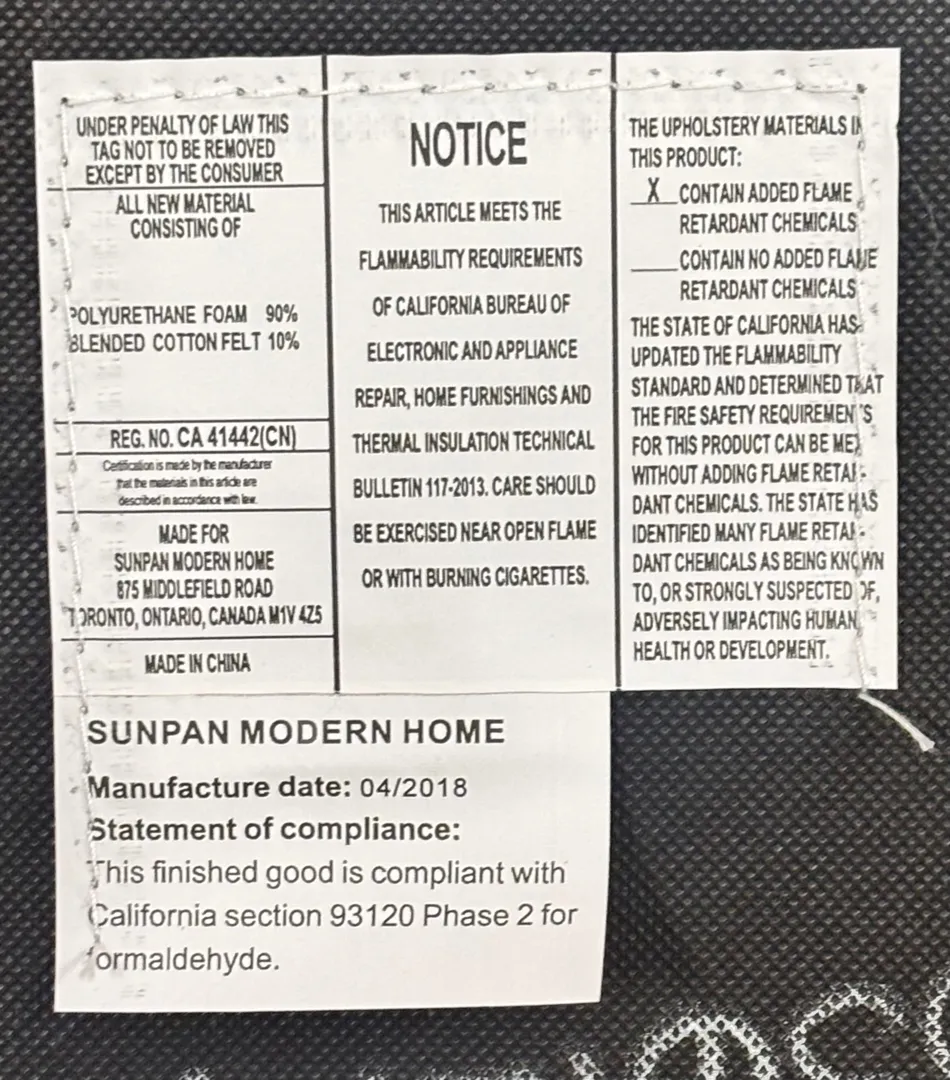 UNDER PENALTY OF LAW THIS
TAG NOT TO BE REMOVED
EXCEPT BY THE CONSUMER
ALL NEW MATERIAL
CONSISTING OF
POLYURETHANE FOAM 90%
BLENDED COTTON FELT 10%
REG. NO. CA 41442(CN)
Certification is made by the manufacturer
that the materials in this article are
described in accordance with law.
MADE FOR
SUNPAN MODERN HOME
875 MIDDLEFIELD ROAD
TORONTO, ONTARIO, CANADA M1V 4Z5
MADE IN CHINA
NOTICE
THIS ARTICLE MEETS THE
FLAMMABILITY REQUIREMENTS
OF CALIFORNIA BUREAU OF
ELECTRONIC AND APPLIANCE
REPAIR, HOME FURNISHINGS AND
THERMAL INSULATION TECHNICAL
BULLETIN 117-2013. CARE SHOULD
BE EXERCISED NEAR OPEN FLAME
OR WITH BURNING CIGARETTES.
THE UPHOLSTERY MATERIALS IN
THIS PRODUCT:
X CONTAIN ADDED FLAME
RETARDANT CHEMICALS
____ CONTAIN NO ADDED FLAME
RETARDANT CHEMICALS
THE STATE OF CALIFORNIA HAS
UPDATED THE FLAMMABILITY
STANDARD AND DETERMINED THAT
THE FIRE SAFETY REQUIREMENTS
FOR THIS PRODUCT CAN BE MET
WITHOUT ADDING FLAME RETAR-
DANT CHEMICALS. THE STATE HAS
IDENTIFIED MANY FLAME RETAR-
DANT CHEMICALS AS BEING KNOWN
TO, OR STRONGLY SUSPECTED OF,
ADVERSELY IMPACTING HUMAN
HEALTH OR DEVELOPMENT.
SUNPAN MODERN HOME
Manufacture date: 04/2018
Statement of compliance:
This finished good is compliant with
California section 93120 Phase 2 for
formaldehyde.